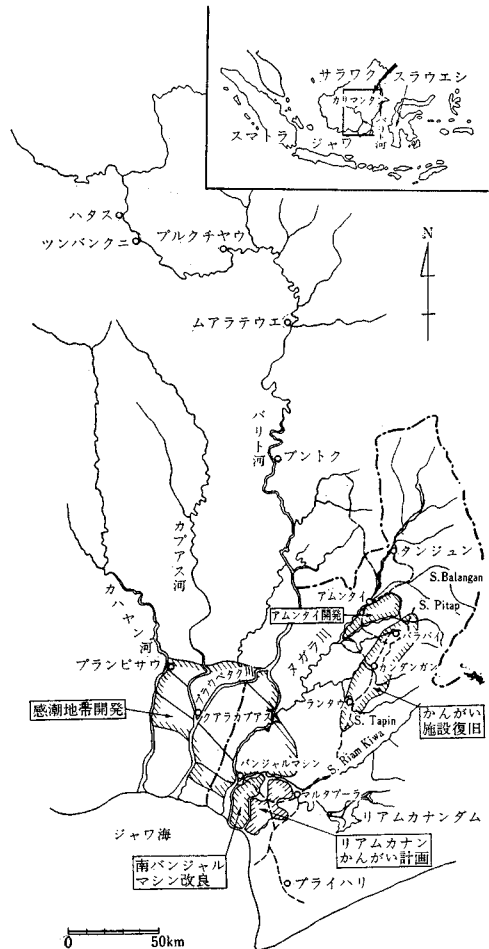 サラワク
スラウエシ
カリマンタン
バリト河
スマトラ
ジャワ
ハタス
ツンバンクニ
プルクチヤウ
N
ムアラテウエ
バリト河
ブントク
カプアス河
カハヤン河
タンジュン
S.Balangan
アムンタイ
S. Pitap
アムンタイ開発
バラバイ
ヌガラ川
カンダンガン
プランピサウ
ランタウ
感潮地帯開発
クアラカプアス
S. Tapin
かんがい
施設復旧
バンジャルマシン
S. Riam Kiwa
マルタプーラ
リアムカナンダム
ジャワ海
南バンジャル
マシン改良
リアムカナン
かんがい計画
プライハリ
0
50km